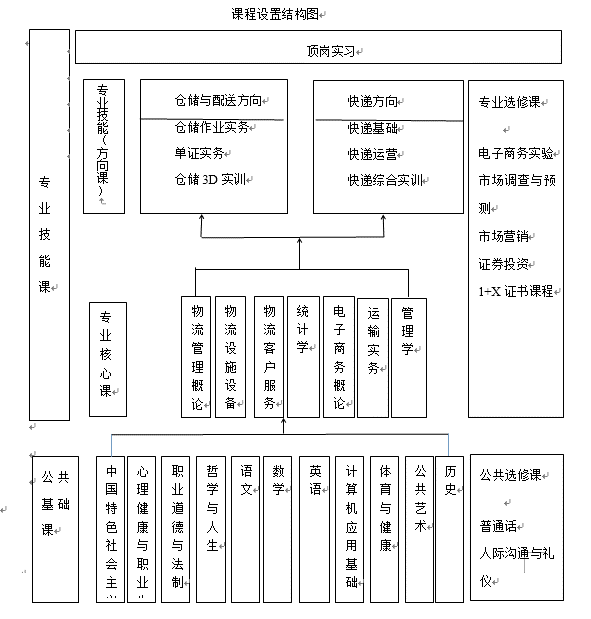 课程设置结构图
顶岗实习
专业技能课
专业技能（方向课）
仓储与配送方向
仓储作业实务
单证实务
仓储 3D 实训
快递方向
快递基础
快递运营
快递综合实训
专业选修课
电子商务实验
市场调查与预
测
市场营销
证券投资
1+X 证书课程
专业核心课
物流管理概论
物流设施设备
物流客户服务
统计学
电子商务概论
运输实务
管理学
公共
基础
课
中国特色社会主
心理健康与职业
职业道德与法制
哲学与人生
语文
数学
英语
计算机应用基础
体育与健康
公共艺术
历史
公共选修课
普通话
人际沟通与礼
仪